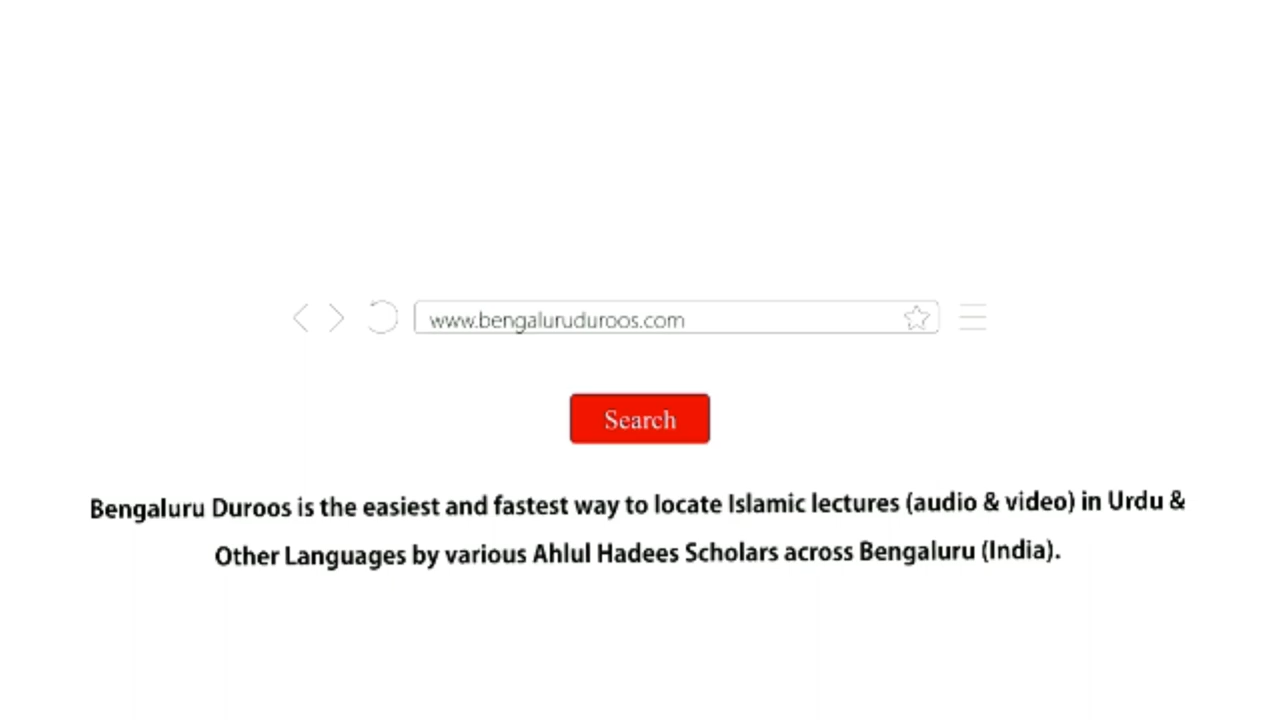 www.bengaluruduroos.com
Search
Bengaluru Duroos is the easiest and fastest way to locate Islamic lectures (audio & video) in Urdu &
Other Languages by various Ahlul Hadees Scholars across Bengaluru (India).